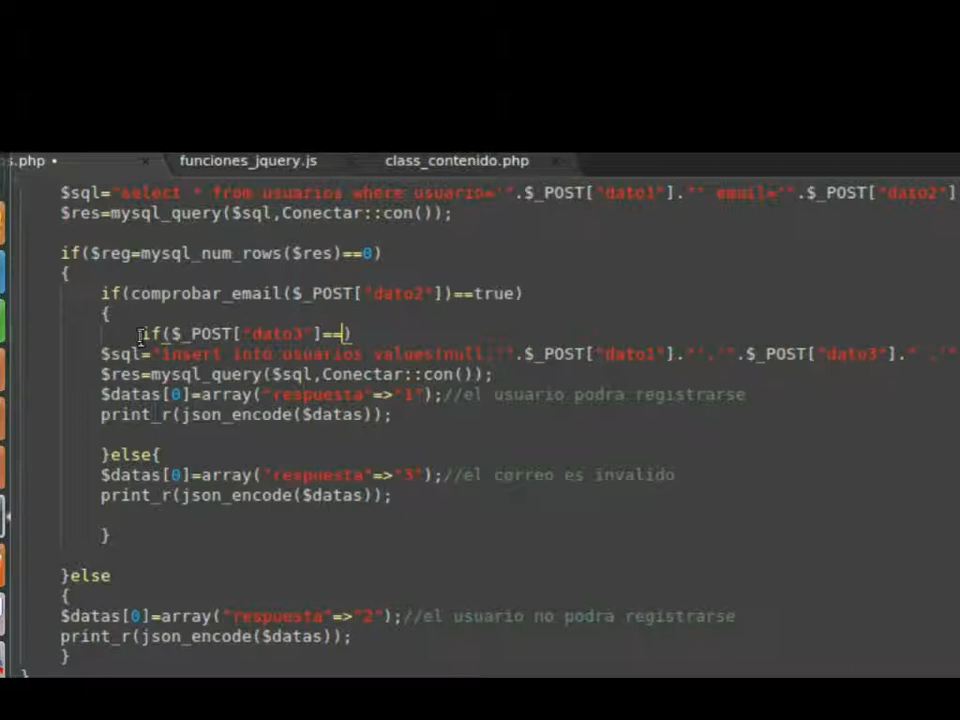 s.php • × funciones_jquery.js × class_contenido.php ×
$sql="select * from usuarios where usuario='".$_POST["dato1"]."' email='".$_POST["dato2"]
$res=mysql_query($sql,Conectar::con());
if($reg=mysql_num_rows($res)==0)
{
if(comprobar_email($_POST["dato2"])==true)
{
if($_POST["dato3"]==)
$sql="insert into usuarios values(null,'".$_POST["dato1"]."','".$_POST["dato3"]." ,'"
$res=mysql_query($sql,Conectar::con());
$datas[0]=array("respuesta"=>"1");//el usuario podra registrarse
print_r(json_encode($datas));
}else{
$datas[0]=array("respuesta"=>"3");//el correo es invalido
print_r(json_encode($datas));
}
}else
{
$datas[0]=array("respuesta"=>"2");//el usuario no podra registrarse
print_r(json_encode($datas));
}
}